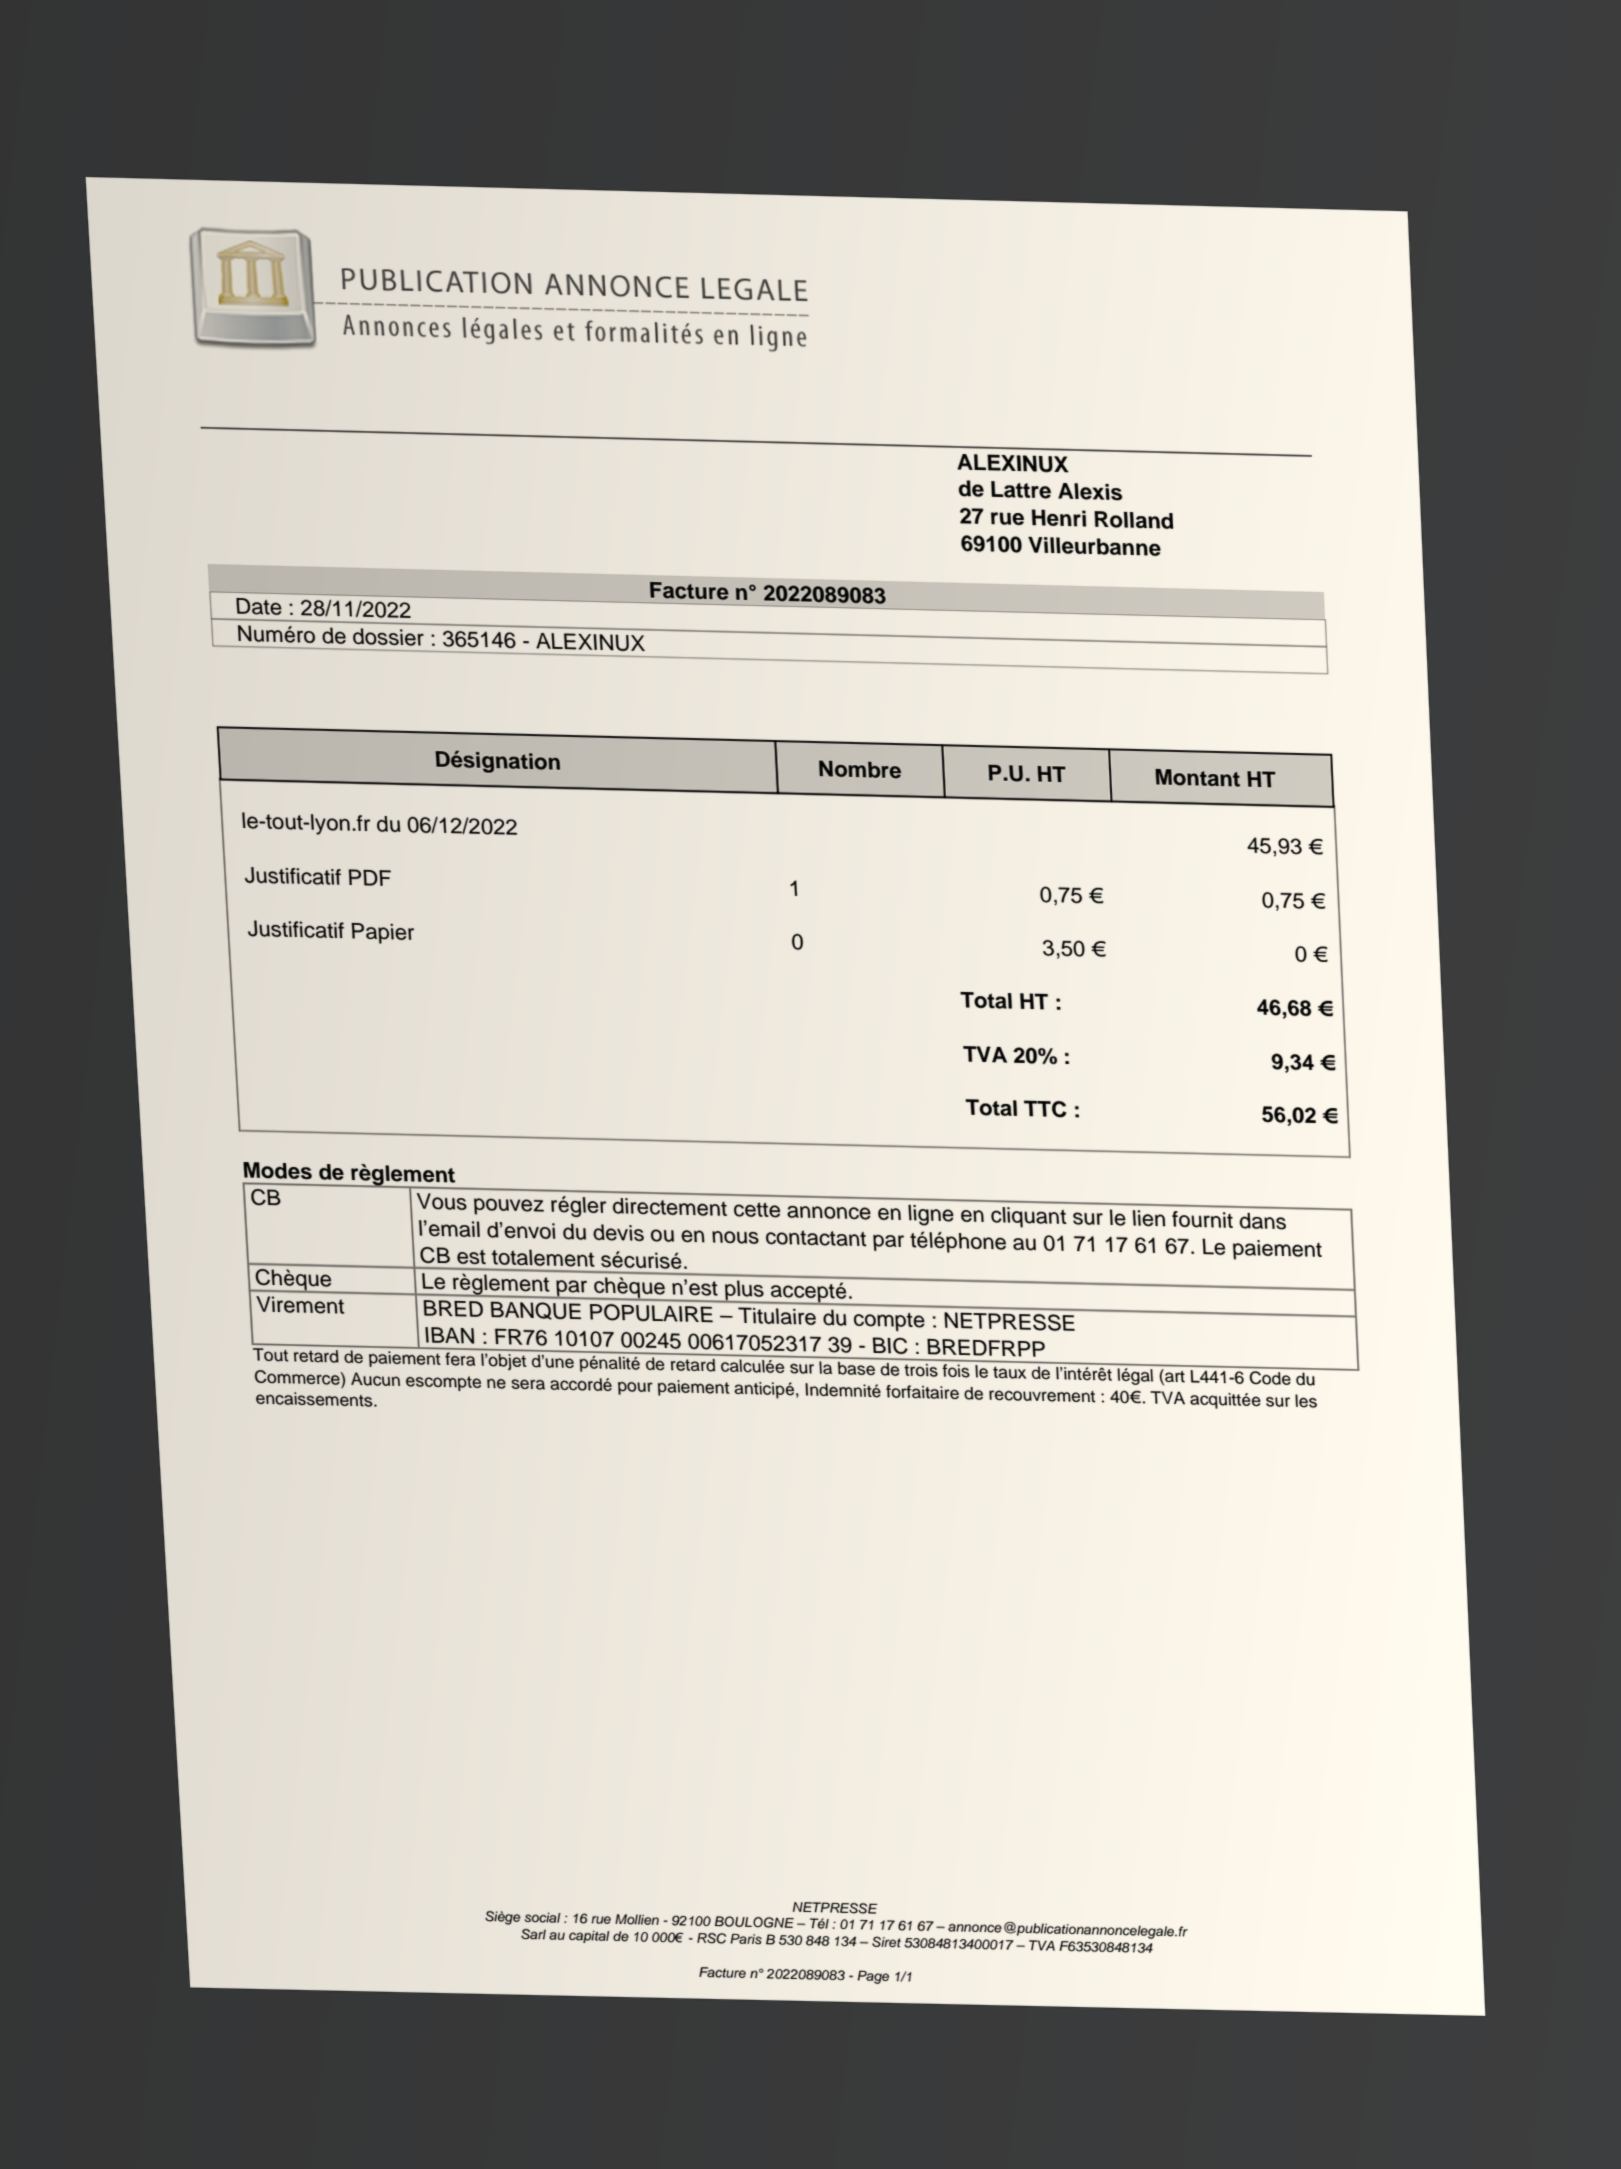 PUBLICATION ANNONCE LEGALE
Annonces légales et formalités en ligne
ALEXINUX
de Lattre Alexis
27 rue Henri Rolland
69100 Villeurbanne
Facture n° 2022089083
Date : 28/11/2022
Numéro de dossier : 365146 - ALEXINUX
Désignation Nombre P.U. HT Montant HT
le-tout-lyon.fr du 06/12/2022 45,93 €
Justificatif PDF 1 0,75 € 0,75 €
Justificatif Papier 0 3,50 € 0 €
Total HT : 46,68 €
TVA 20% : 9,34 €
Total TTC : 56,02 €
Modes de règlement
CB Vous pouvez régler directement cette annonce en ligne en cliquant sur le lien fournit dans
l'email d'envoi du devis ou en nous contactant par téléphone au 01 71 17 61 67. Le paiement
CB est totalement sécurisé.
Chèque Le règlement par chèque n'est plus accepté.
Virement BRED BANQUE POPULAIRE – Titulaire du compte : NETPRESSE
IBAN : FR76 10107 00245 00617052317 39 - BIC : BREDFRPP
Tout retard de paiement fera l'objet d'une pénalité de retard calculée sur la base de trois fois le taux de l'intérêt légal (art L441-6 Code du
Commerce) Aucun escompte ne sera accordé pour paiement anticipé, Indemnité forfaitaire de recouvrement : 40€. TVA acquittée sur les
encaissements.
NETPRESSE
Siège social : 16 rue Mollien - 92100 BOULOGNE – Tél : 01 71 17 61 67 – annonce@publicationannoncelegale.fr
Sarl au capital de 10 000€ - RSC Paris B 530 848 134 – Siret 53084813400017 – TVA F63530848134
Facture n° 2022089083 - Page 1/1